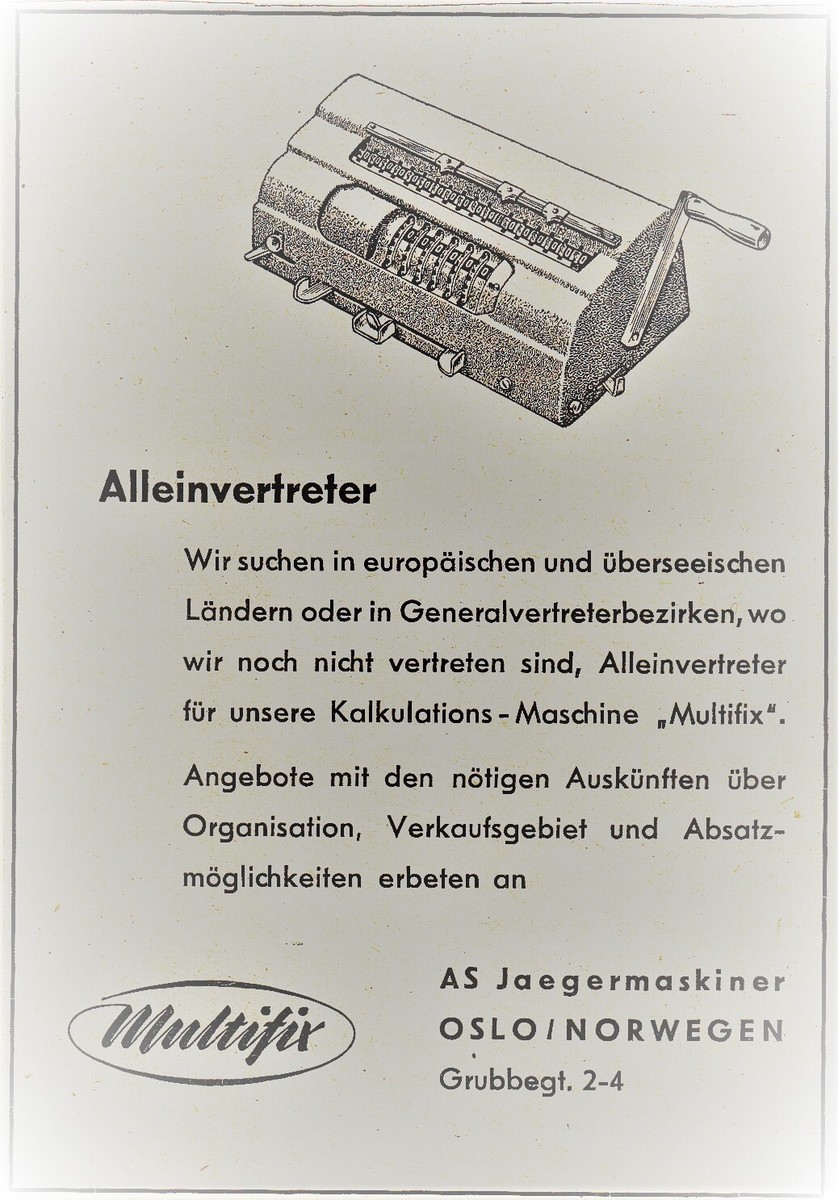 Alleinvertreter
Wir suchen in europäischen und überseeischen
Ländern oder in Generalvertreterbezirken, wo
wir noch nicht vertreten sind, Alleinvertreter
für unsere Kalkulations-Maschine „Multifix“.
Angebote mit den nötigen Auskünften über
Organisation, Verkaufsgebiet und Absatz-
möglichkeiten erbeten an
Multifix
AS Jaegermaskiner
OSLO/NORWEGEN
Grubbegt. 2-4